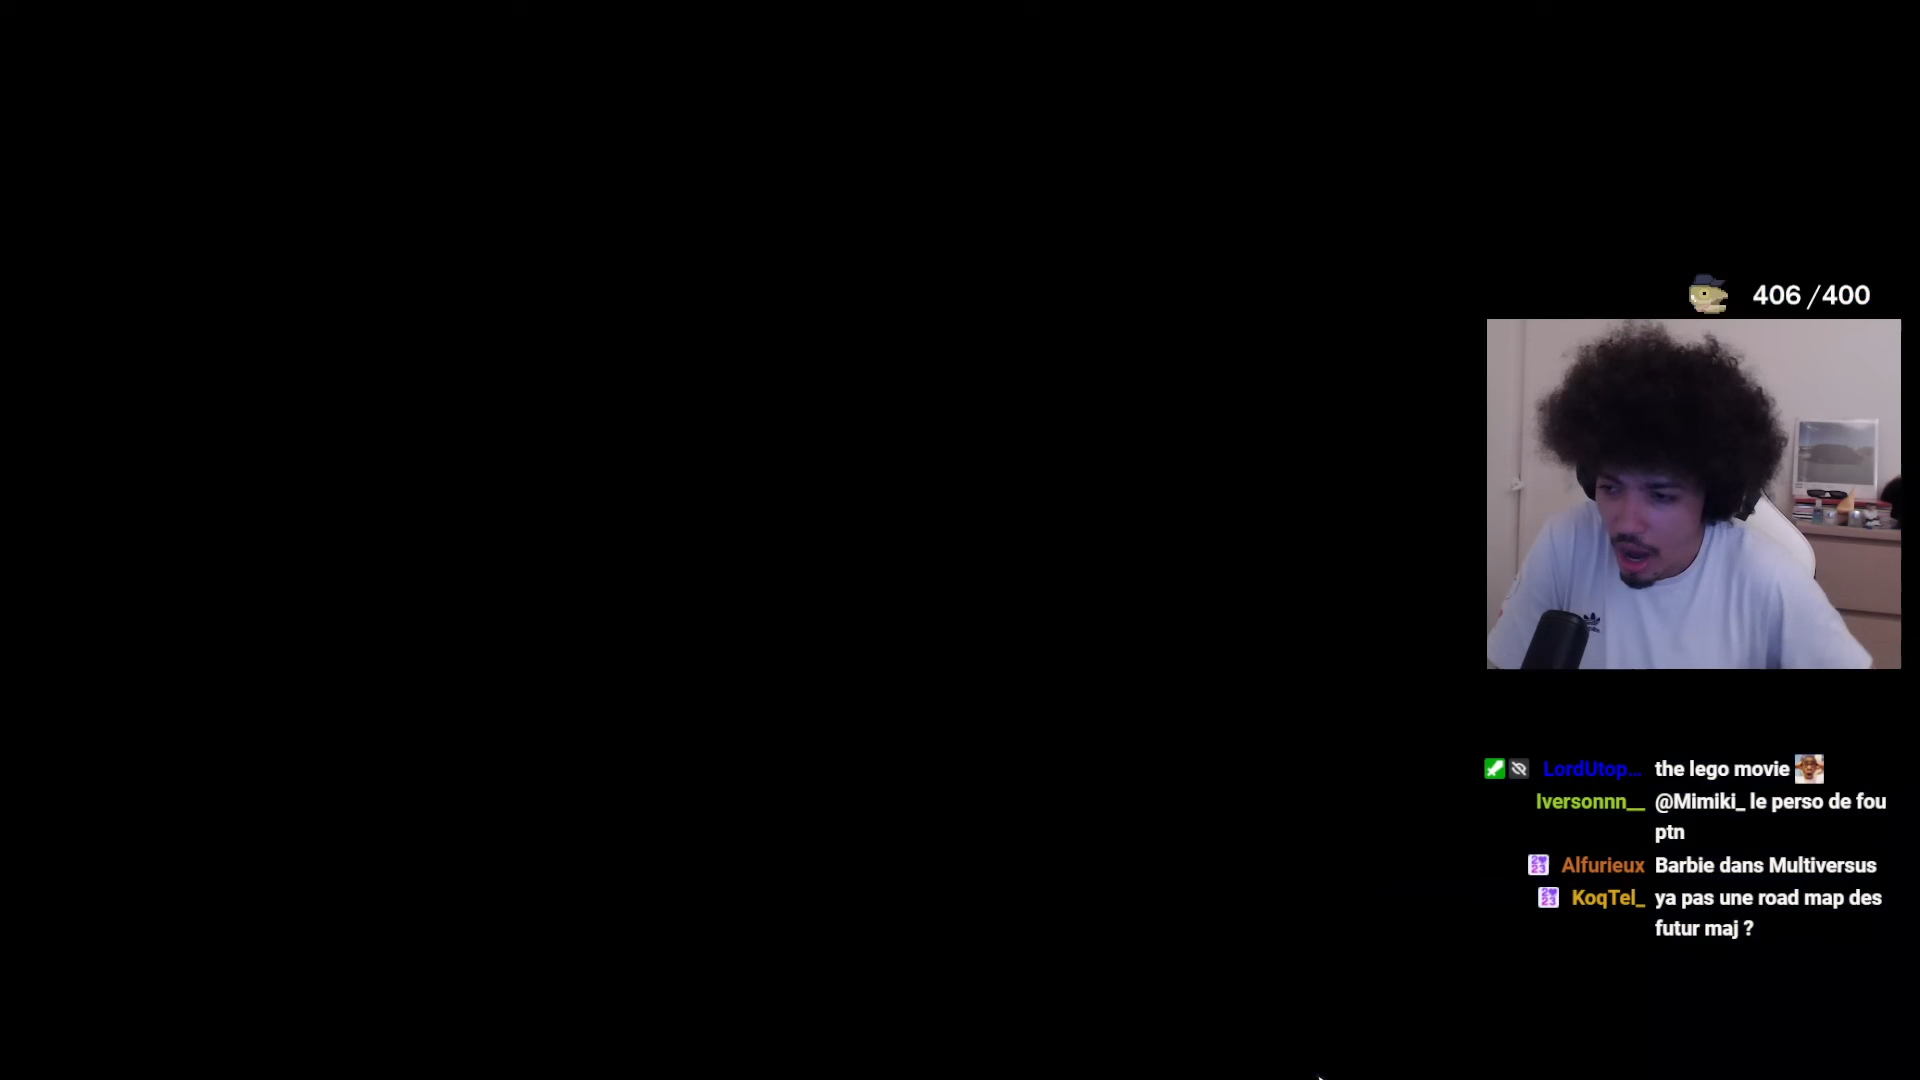 406 /400
LordUtop... the lego movie
Iversonnn__ @Mimiki_ le perso de fou
ptn
Alfurieux Barbie dans Multiversus
KoqTel_ ya pas une road map des
futur maj ?